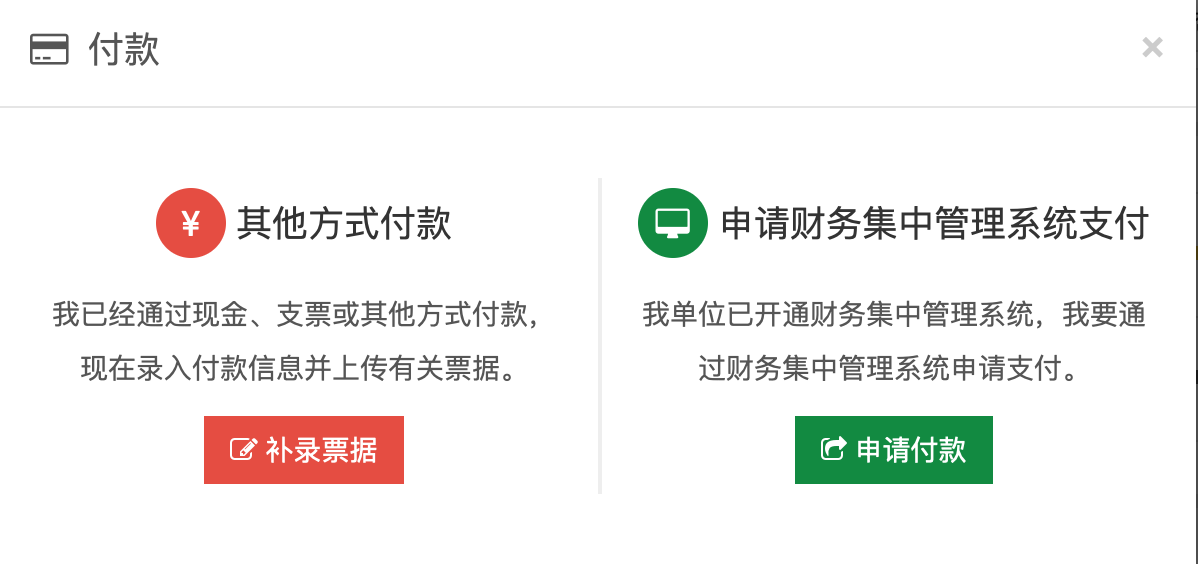 付款
×
¥ 其他方式付款
我已经通过现金、支票或其他方式付款，
现在录入付款信息并上传有关票据。
补录票据
申请财务集中管理系统支付
我单位已开通财务集中管理系统，我要通
过财务集中管理系统申请支付。
申请付款